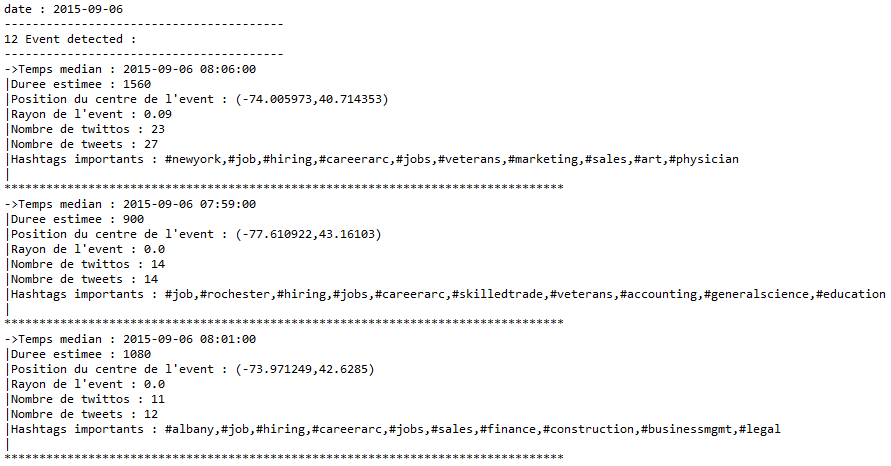 date : 2015-09-06
----------------------------------------
12 Event detected :
----------------------------------------
->Temps median : 2015-09-06 08:06:00
|Duree estimee : 1560
|Position du centre de l'event : (-74.005973,40.714353)
|Rayon de l'event : 0.09
|Nombre de twittos : 23
|Nombre de tweets : 27
|Hashtags importants : #newyork,#job,#hiring,#careerarc,#jobs,#veterans,#marketing,#sales,#art,#physician
|
********************************************************************************
->Temps median : 2015-09-06 07:59:00
|Duree estimee : 900
|Position du centre de l'event : (-77.610922,43.16103)
|Rayon de l'event : 0.0
|Nombre de twittos : 14
|Nombre de tweets : 14
|Hashtags importants : #job,#rochester,#hiring,#jobs,#careerarc,#skilledtrade,#veterans,#accounting,#generalscience,#education
|
********************************************************************************
->Temps median : 2015-09-06 08:01:00
|Duree estimee : 1080
|Position du centre de l'event : (-73.971249,42.6285)
|Rayon de l'event : 0.0
|Nombre de twittos : 11
|Nombre de tweets : 12
|Hashtags importants : #albany,#job,#hiring,#careerarc,#jobs,#sales,#finance,#construction,#businessmgmt,#legal
|
********************************************************************************